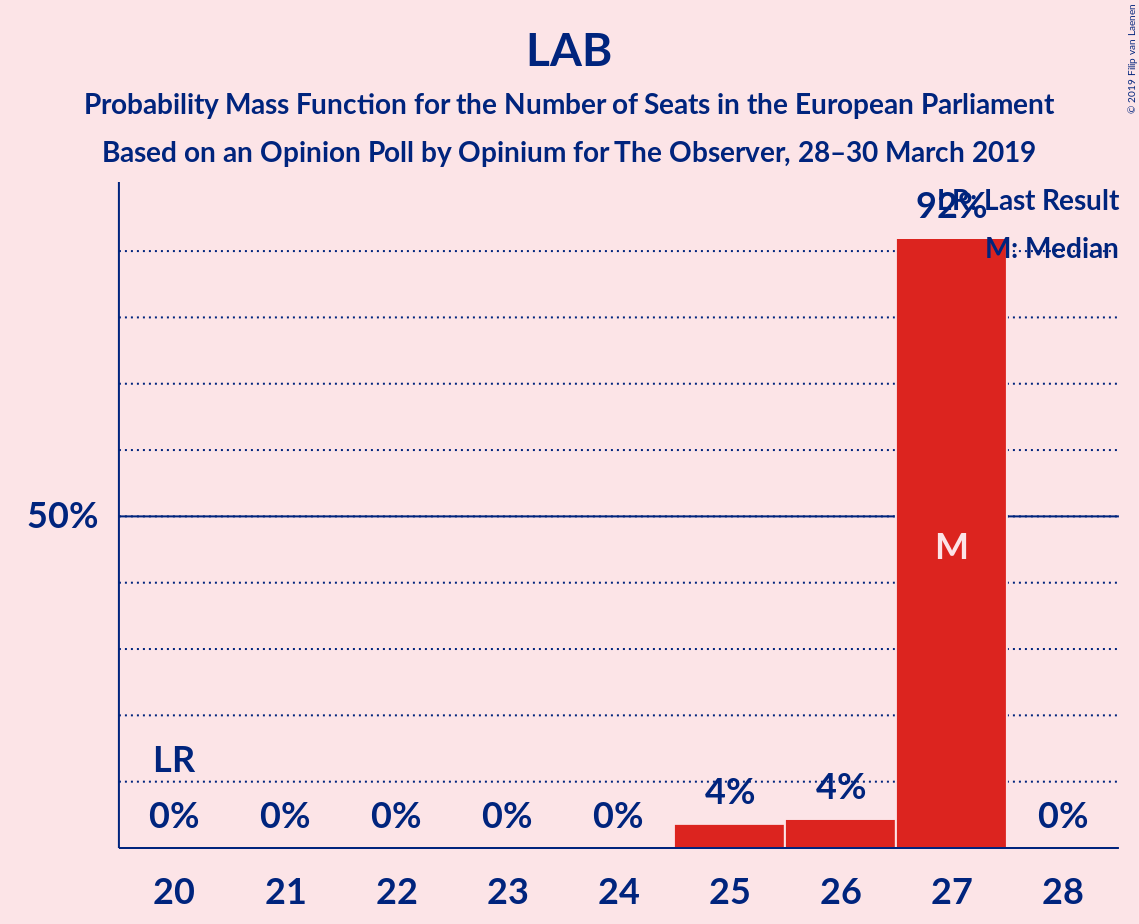 LAB
Probability Mass Function for the Number of Seats in the European Parliament
Based on an Opinion Poll by Opinium for The Observer, 28–30 March 2019
© 2019 Filip van Laenen
LR: Last Result
M: Median
92%
50%
M
LR
0% 0% 0% 0% 0% 4% 4% 0%
20 21 22 23 24 25 26 27 28